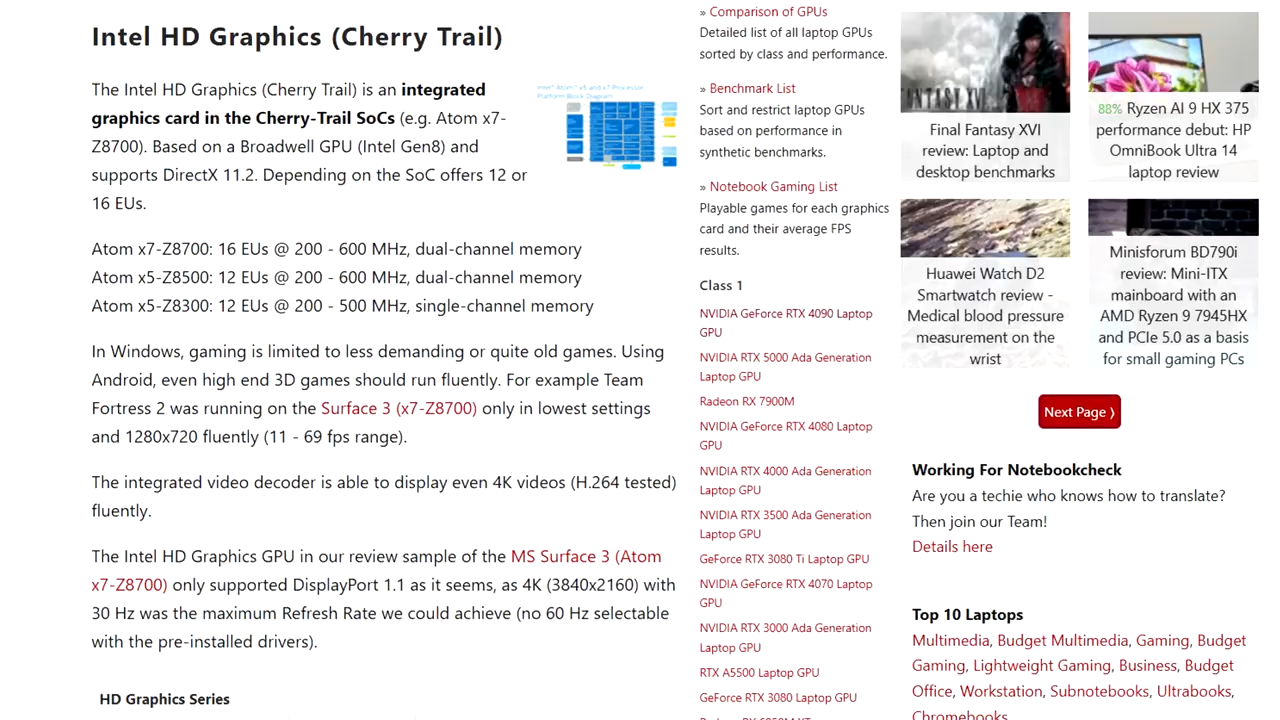 Intel HD Graphics (Cherry Trail)
The Intel HD Graphics (Cherry Trail) is an integrated
graphics card in the Cherry-Trail SoCs (e.g. Atom x7-
Z8700). Based on a Broadwell GPU (Intel Gen8) and
supports DirectX 11.2. Depending on the SoC offers 12 or
16 EUs.
Intel® Atom™ x5 and x7 Processor
Platform Block Diagram
Atom x7-Z8700: 16 EUs @ 200 - 600 MHz, dual-channel memory
Atom x5-Z8500: 12 EUs @ 200 - 600 MHz, dual-channel memory
Atom x5-Z8300: 12 EUs @ 200 - 500 MHz, single-channel memory
In Windows, gaming is limited to less demanding or quite old games. Using
Android, even high end 3D games should run fluently. For example Team
Fortress 2 was running on the Surface 3 (x7-Z8700) only in lowest settings
and 1280x720 fluently (11 - 69 fps range).
The integrated video decoder is able to display even 4K videos (H.264 tested)
fluently.
The Intel HD Graphics GPU in our review sample of the MS Surface 3 (Atom
x7-Z8700) only supported DisplayPort 1.1 as it seems, as 4K (3840x2160) with
30 Hz was the maximum Refresh Rate we could achieve (no 60 Hz selectable
with the pre-installed drivers).
HD Graphics Series
» Comparison of GPUs
Detailed list of all laptop GPUs
sorted by class and performance.
» Benchmark List
Sort and restrict laptop GPUs
based on performance in
synthetic benchmarks.
» Notebook Gaming List
Playable games for each graphics
card and their average FPS
results.
Class 1
NVIDIA GeForce RTX 4090 Laptop
GPU
NVIDIA RTX 5000 Ada Generation
Laptop GPU
Radeon RX 7900M
NVIDIA GeForce RTX 4080 Laptop
GPU
NVIDIA RTX 4000 Ada Generation
Laptop GPU
NVIDIA RTX 3500 Ada Generation
Laptop GPU
GeForce RTX 3080 Ti Laptop GPU
NVIDIA GeForce RTX 4070 Laptop
GPU
NVIDIA RTX 3000 Ada Generation
Laptop GPU
RTX A5500 Laptop GPU
GeForce RTX 3080 Laptop GPU
FANTASY XVI
Final Fantasy XVI
review: Laptop and
desktop benchmarks
88% Ryzen AI 9 HX 375
performance debut: HP
OmniBook Ultra 14
laptop review
Huawei Watch D2
Smartwatch review -
Medical blood pressure
measurement on the
wrist
Minisforum BD790i
review: Mini-ITX
mainboard with an
AMD Ryzen 9 7945HX
and PCIe 5.0 as a basis
for small gaming PCs
Next Page ⟩
Working For Notebookcheck
Are you a techie who knows how to translate?
Then join our Team!
Details here
Top 10 Laptops
Multimedia, Budget Multimedia, Gaming, Budget
Gaming, Lightweight Gaming, Business, Budget
Office, Workstation, Subnotebooks, Ultrabooks,
Chromebooks